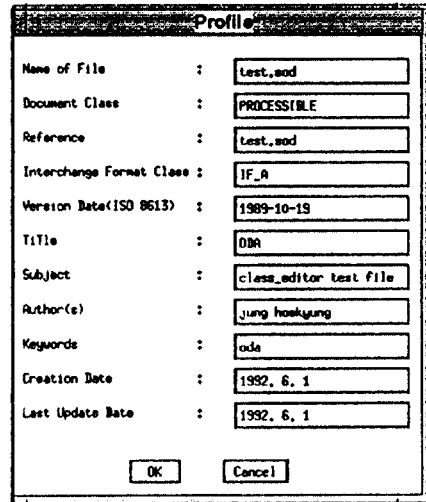 Profile
Name of File : test.sod
Document Class : PROCESSIBLE
Reference : test.sod
Interchange Format Class : IF_A
Version Date(ISO 8613) : 1989-10-19
TiTle : ODA
Subject : class_editor test file
Author(s) : jung hoekyung
Keywords : oda
Creation Date : 1992. 6. 1
Last Update Date : 1992. 6. 1
OK Cancel